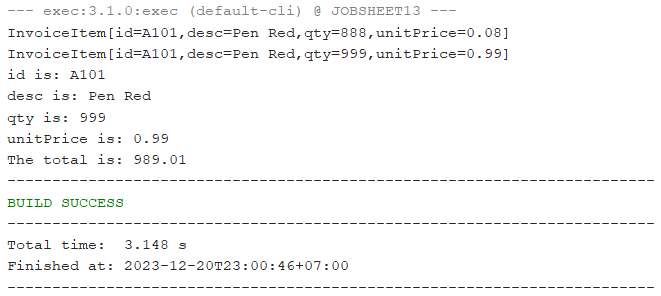 --- exec:3.1.0:exec (default-cli) @ JOBSHEET13 ---
InvoiceItem[id=A101,desc=Pen Red,qty=888,unitPrice=0.08]
InvoiceItem[id=A101,desc=Pen Red,qty=999,unitPrice=0.99]
id is: A101
desc is: Pen Red
qty is: 999
unitPrice is: 0.99
The total is: 989.01
------------------------------------------------------------------------
BUILD SUCCESS
------------------------------------------------------------------------
Total time:  3.148 s
Finished at: 2023-12-20T23:00:46+07:00
------------------------------------------------------------------------